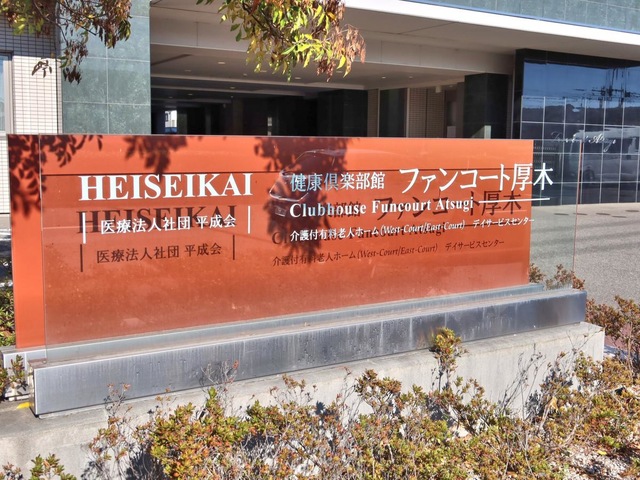 HEISEIKAI
医療法人社団 平成会
健康倶楽部館 ファンコート厚木
Clubhouse Funcourt Atsugi
介護付有料老人ホーム(West-Court/East-Court) デイサービスセンター